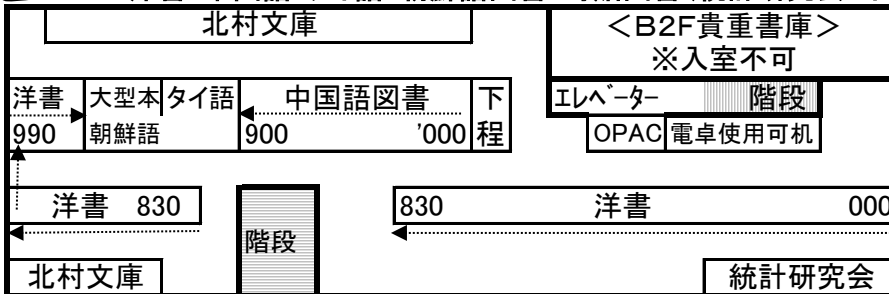 北村文庫
<B2F貴重書庫>
※入室不可
洋書
大型本
タイ語
中国語図書
下程
エレベーター
階段
990
朝鮮語
900
'000
OPAC
電卓使用可机
洋書 830
830
洋書
000
階段
北村文庫
統計研究会